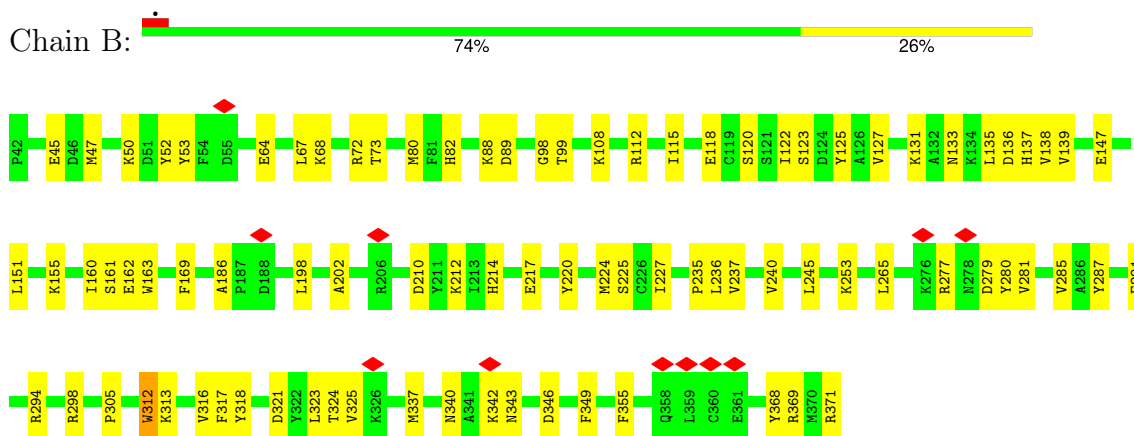 Chain B:
74% 26%
P42 E45 D46 M47 K50 D51 Y52 Y53 F54 D55 E64 L67 K68 R72 T73 M80 F81 H82 K88 D89 G98 T99 K108 R112 I115 E118 C119 S120 S121 I122 S123 D124 Y125 A126 V127 K131 A132 N133 K134 L135 D136 H137 V138 V139 E147
L151 K155 I160 S161 E162 W163 F169 A186 P187 D188 L198 A202 R206 D210 Y211 K212 I213 H214 E217 Y220 M224 S225 C226 I227 P235 L236 V237 V240 L245 K253 L265 K276 R277 N278 D279 Y280 V281 V285 A286 Y287
R294 R298 P305 W312 K313 V316 F317 Y318 D321 Y322 L323 T324 V325 K326 M337 N340 A341 K342 N343 D346 F349 F355 Q358 L359 C360 E361 Y368 R369 M370 R371